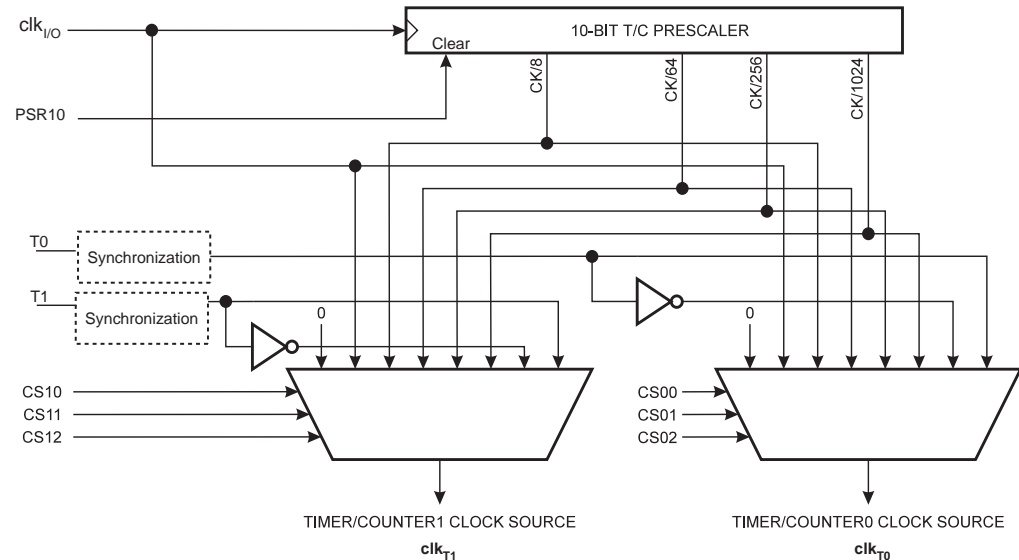 clkI/O
10-BIT T/C PRESCALER
Clear
CK/8
CK/64
CK/256
CK/1024
PSR10
T0
Synchronization
T1
Synchronization
0
0
CS10
CS11
CS12
CS00
CS01
CS02
TIMER/COUNTER1 CLOCK SOURCE
clkT1
TIMER/COUNTER0 CLOCK SOURCE
clkT0